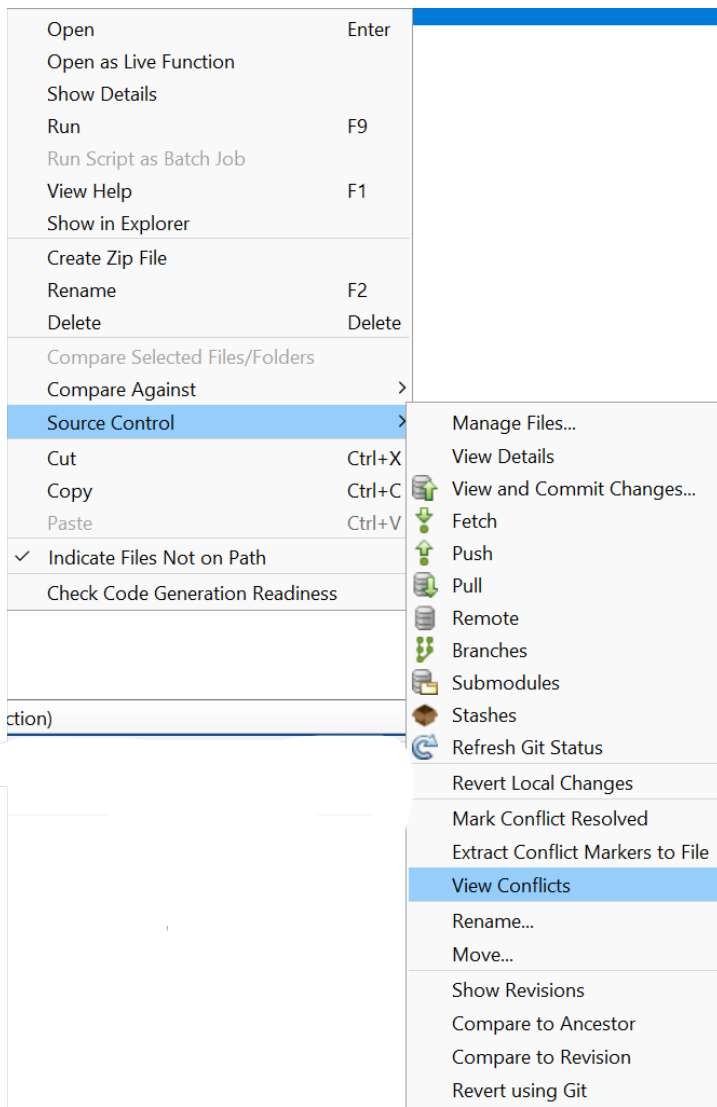 Open Enter
Open as Live Function
Show Details
Run F9
Run Script as Batch Job
View Help F1
Show in Explorer
Create Zip File
Rename F2
Delete Delete
Compare Selected Files/Folders
Compare Against
Source Control
Cut Ctrl+X
Copy Ctrl+C
Paste Ctrl+V
Indicate Files Not on Path
Check Code Generation Readiness
ction)
Manage Files...
View Details
View and Commit Changes...
Fetch
Push
Pull
Remote
Branches
Submodules
Stashes
Refresh Git Status
Revert Local Changes
Mark Conflict Resolved
Extract Conflict Markers to File
View Conflicts
Rename...
Move...
Show Revisions
Compare to Ancestor
Compare to Revision
Revert using Git